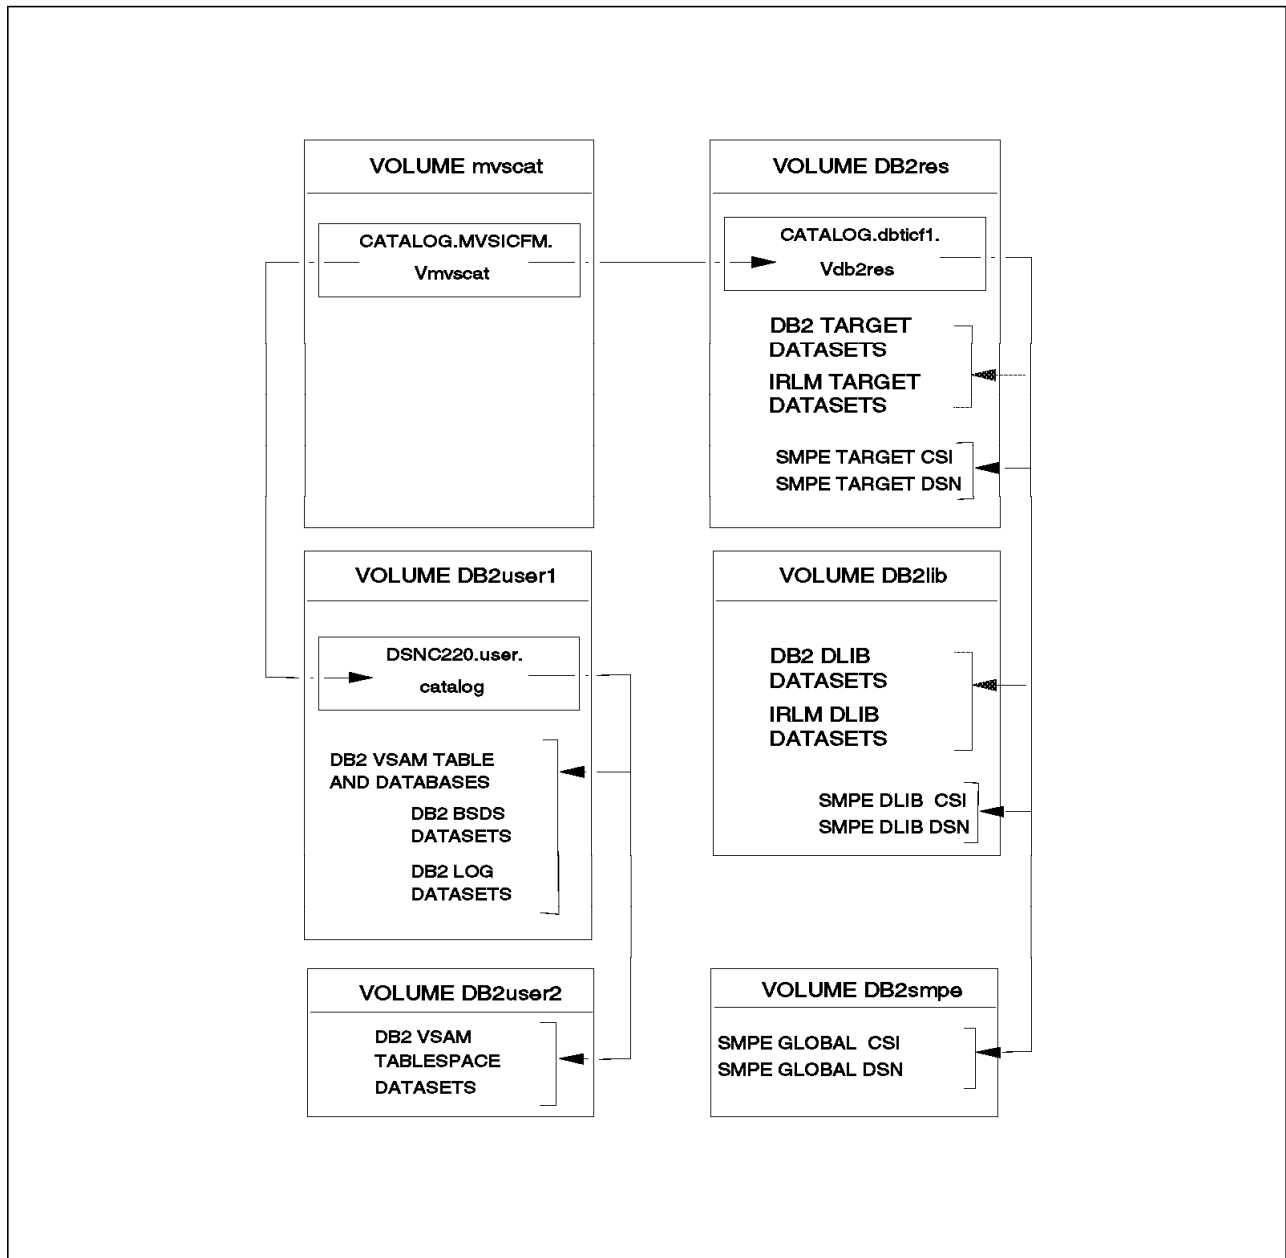 VOLUME mvscat
CATALOG.MVSICFM.
Vmvscat
VOLUME DB2res
CATALOG.dbticf1.
Vdb2res
DB2 TARGET
DATASETS
IRLM TARGET
DATASETS
SMPE TARGET CSI
SMPE TARGET DSN
VOLUME DB2user1
DSNC220.user.
catalog
DB2 VSAM TABLE
AND DATABASES
DB2 BSDS
DATASETS
DB2 LOG
DATASETS
VOLUME DB2lib
DB2 DLIB
DATASETS
IRLM DLIB
DATASETS
SMPE DLIB CSI
SMPE DLIB DSN
VOLUME DB2user2
DB2 VSAM
TABLESPACE
DATASETS
VOLUME DB2smpe
SMPE GLOBAL CSI
SMPE GLOBAL DSN